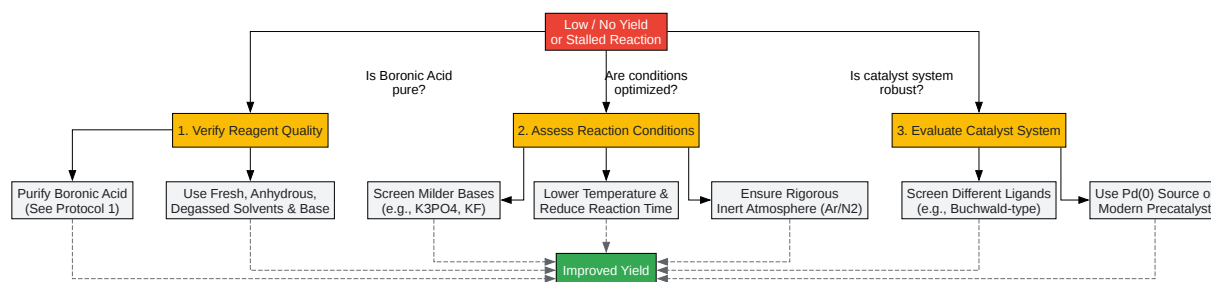 Low / No Yield
or Stalled Reaction
Is Boronic Acid
pure?
Are conditions
optimized?
Is catalyst system
robust?
1. Verify Reagent Quality
2. Assess Reaction Conditions
3. Evaluate Catalyst System
Purify Boronic Acid
(See Protocol 1)
Use Fresh, Anhydrous,
Degassed Solvents & Base
Screen Milder Bases
(e.g., K3PO4, KF)
Lower Temperature &
Reduce Reaction Time
Ensure Rigorous
Inert Atmosphere (Ar/N2)
Screen Different Ligands
(e.g., Buchwald-type)
Use Pd(0) Source o
Modern Precatalyst
Improved Yield